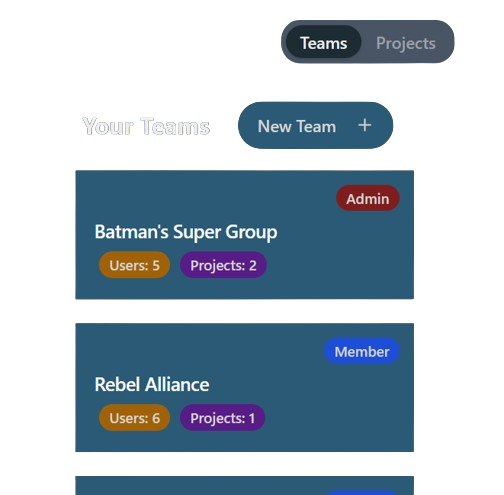 Teams Projects
Your Teams New Team +
Admin
Batman's Super Group
Users: 5 Projects: 2
Member
Rebel Alliance
Users: 6 Projects: 1